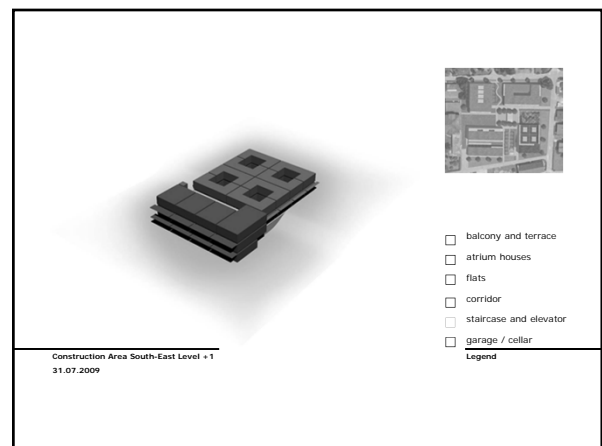 balcony and terrace
atrium houses
flats
corridor
staircase and elevator
garage / cellar
Construction Area South-East Level +1
31.07.2009
Legend